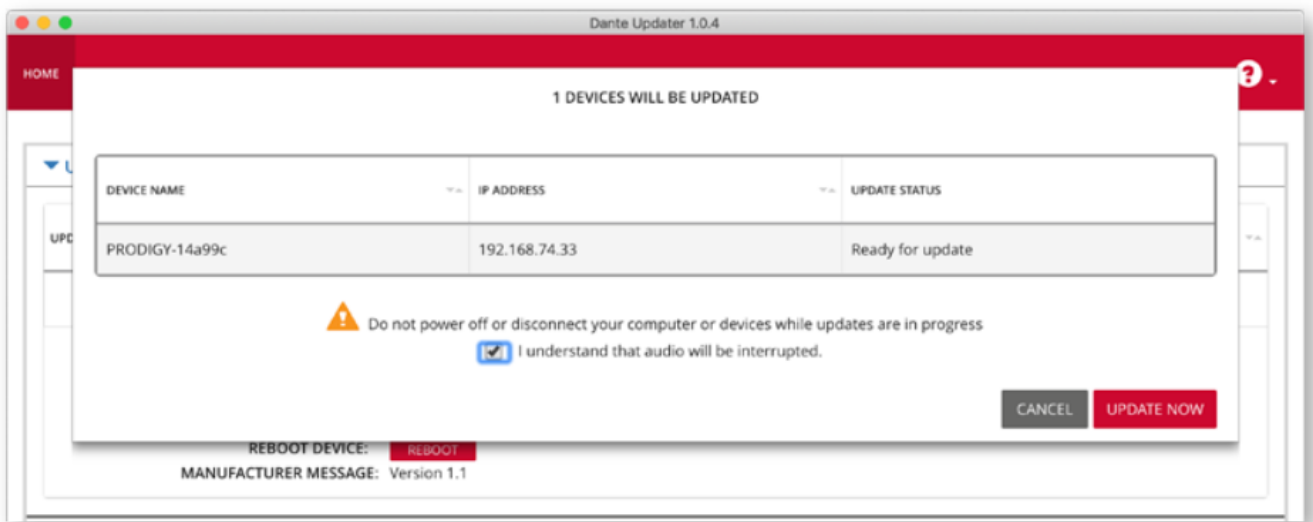 Dante Updater 1.0.4
HOME
?
1 DEVICES WILL BE UPDATED
DEVICE NAME IP ADDRESS UPDATE STATUS
PRODIGY-14a99c 192.168.74.33 Ready for update
Do not power off or disconnect your computer or devices while updates are in progress
I understand that audio will be interrupted.
CANCEL UPDATE NOW
REBOOT DEVICE: REBOOT
MANUFACTURER MESSAGE: Version 1.1